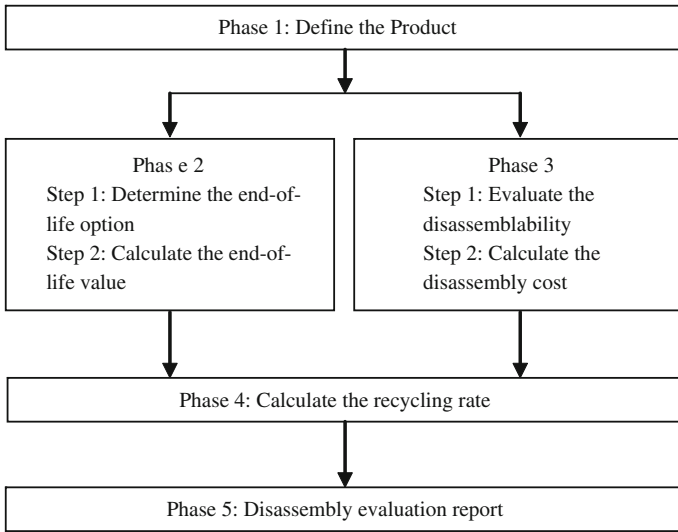 Phase 1: Define the Product
Phas e 2
Step 1: Determine the end-of-
life option
Step 2: Calculate the end-of-
life value
Phase 3
Step 1: Evaluate the
disassemblability
Step 2: Calculate the
disassembly cost
Phase 4: Calculate the recycling rate
Phase 5: Disassembly evaluation report